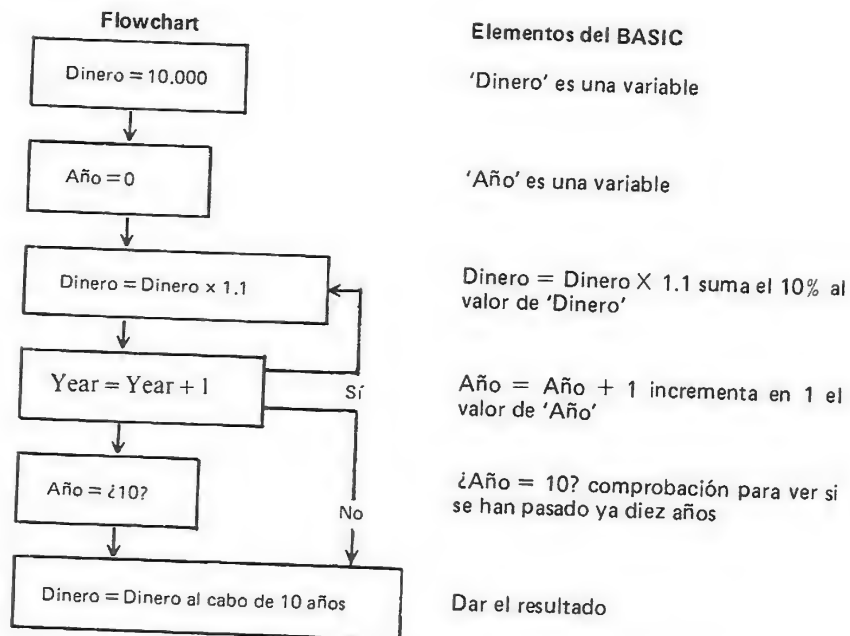 Flowchart
Dinero = 10.000
Año = 0
Dinero = Dinero × 1.1
Year = Year + 1
Sí
Año = ¿10?
No
Dinero = Dinero al cabo de 10 años
Elementos del BASIC
'Dinero' es una variable
'Año' es una variable
Dinero = Dinero X 1.1 suma el 10% al
valor de 'Dinero'
Año = Año + 1 incrementa en 1 el
valor de 'Año'
¿Año = 10? comprobación para ver si
se han pasado ya diez años
Dar el resultado